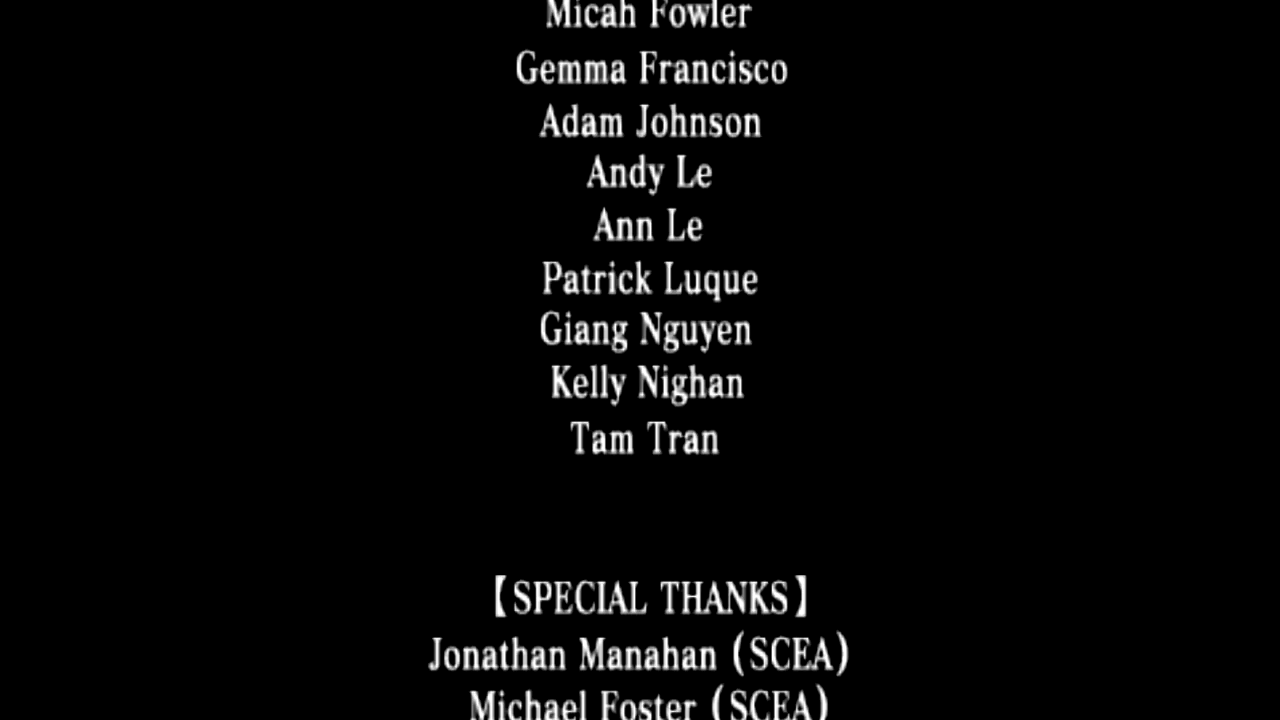 Micah Fowler
Gemma Francisco
Adam Johnson
Andy Le
Ann Le
Patrick Luque
Giang Nguyen
Kelly Nighan
Tam Tran
【SPECIAL THANKS】
Jonathan Manahan (SCEA)
Michael Foster (SCEA)